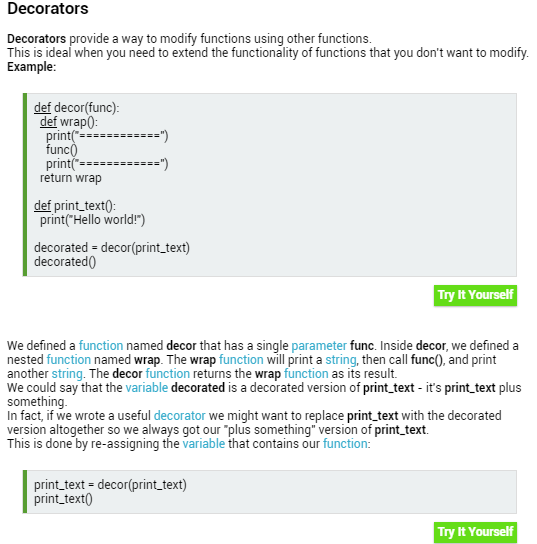 Decorators
Decorators provide a way to modify functions using other functions.
This is ideal when you need to extend the functionality of functions that you don't want to modify.
Example:
def decor(func):
def wrap():
print("============")
func()
print("============")
return wrap
def print_text():
print("Hello world!")
decorated = decor(print_text)
decorated()
Try It Yourself
We defined a function named decor that has a single parameter func. Inside decor, we defined a
nested function named wrap. The wrap function will print a string, then call func(), and print
another string. The decor function returns the wrap function as its result.
We could say that the variable decorated is a decorated version of print_text - it's print_text plus
something.
In fact, if we wrote a useful decorator we might want to replace print_text with the decorated
version altogether so we always got our "plus something" version of print_text.
This is done by re-assigning the variable that contains our function:
print_text = decor(print_text)
print_text()
Try It Yourself